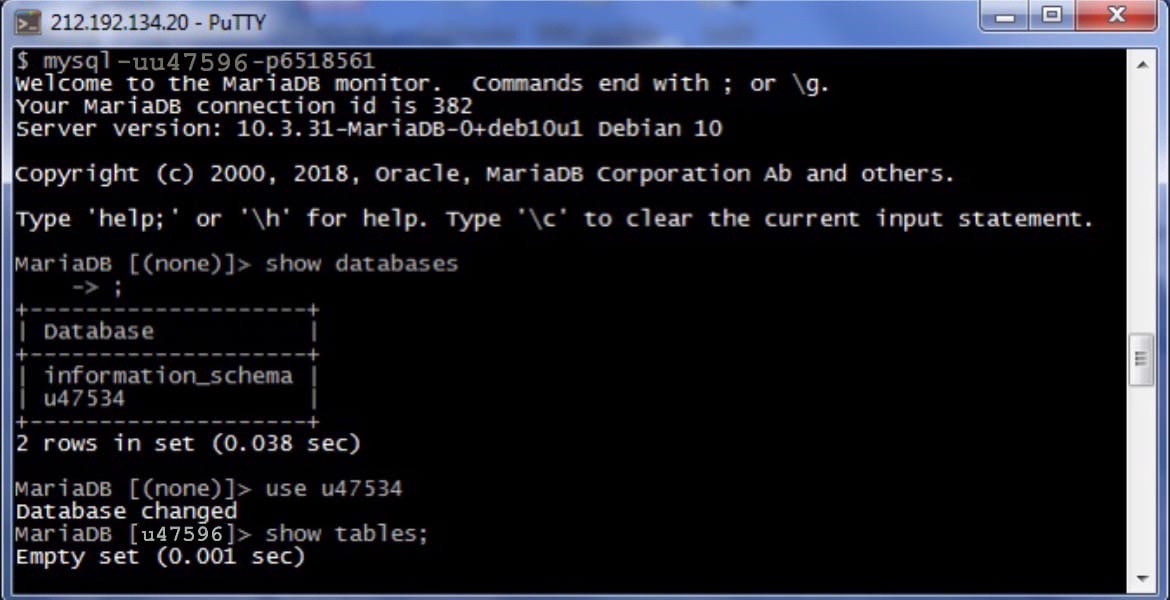 212.192.134.20 - PuTTY
$ mysql -uu47596 -p6518561
Welcome to the MariaDB monitor.  Commands end with ; or \g.
Your MariaDB connection id is 382
Server version: 10.3.31-MariaDB-0+deb10u1 Debian 10

Copyright (c) 2000, 2018, Oracle, MariaDB Corporation Ab and others.

Type 'help;' or '\h' for help. Type '\c' to clear the current input statement.

MariaDB [(none)]> show databases
    -> ;
+--------------------+
| Database           |
+--------------------+
| information_schema |
| u47534             |
+--------------------+
2 rows in set (0.038 sec)

MariaDB [(none)]> use u47534
Database changed
MariaDB [u47596]> show tables;
Empty set (0.001 sec)